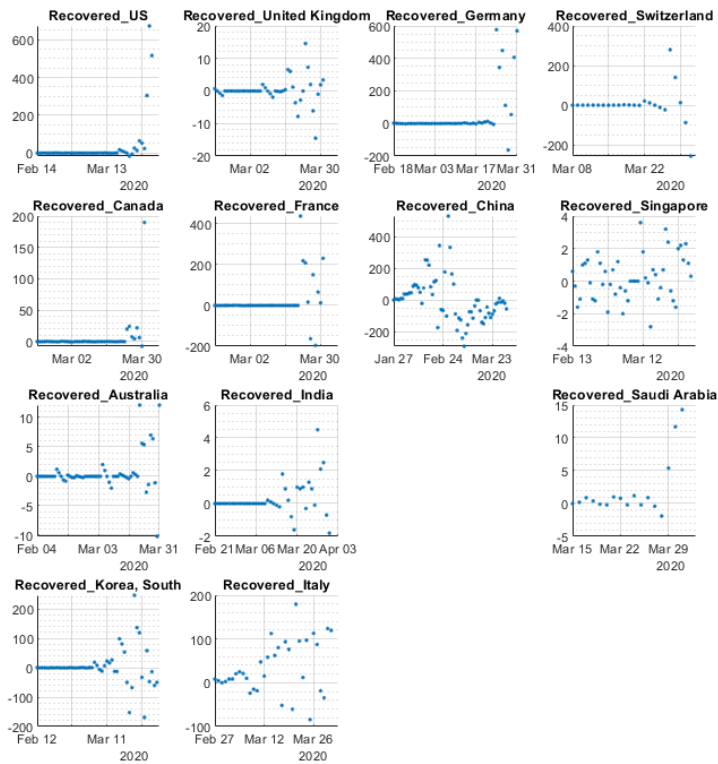 Recovered_US
600
400
200
0
Feb 14 Mar 13
2020
Recovered_United Kingdom
20
10
0
-10
-20
Mar 02 Mar 30
2020
Recovered_Germany
600
400
200
0
-200
Feb 18 Mar 03 Mar 17 Mar 31
2020
Recovered_Switzerland
400
200
0
-200
Mar 08 Mar 22
2020
Recovered_Canada
200
150
100
50
0
Mar 02 Mar 30
2020
Recovered_France
400
200
0
-200
Mar 02 Mar 30
2020
Recovered_China
400
200
0
-200
Jan 27 Feb 24 Mar 23
2020
Recovered_Singapore
4
2
0
-2
-4
Feb 13 Mar 12
2020
Recovered_Australia
10
5
0
-5
-10
Feb 04 Mar 03 Mar 31
2020
Recovered_India
6
4
2
0
-2
Feb 21 Mar 06 Mar 20 Apr 03
2020
Recovered_Saudi Arabia
15
10
5
0
-5
Mar 15 Mar 22 Mar 29
2020
Recovered_Korea, South
200
100
0
-100
-200
Feb 12 Mar 11
2020
Recovered_Italy
200
100
0
-100
Feb 27 Mar 12 Mar 26
2020